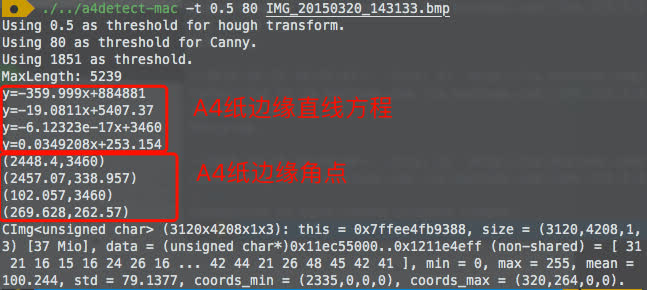 ./../a4detect-mac -t 0.5 80 IMG_20150320_143133.bmp
Using 0.5 as threshold for hough transform.
Using 80 as threshold for Canny.
Using 1851 as threshold.
MaxLength: 5239
y=-359.999x+884881
y=-19.0811x+5407.37
y=-6.12323e-17x+3460
y=0.0349208x+253.154
A4纸边缘直线方程
(2448.4,3460)
(2457.07,338.957)
(102.057,3460)
(269.628,262.57)
A4纸边缘角点
CImg<unsigned char> (3120x4208x1x3): this = 0x7ffee4fb9388, size = (3120,4208,1,
3) [37 Mio], data = (unsigned char*)0x11ec55000..0x1211e4eff (non-shared) = [ 31
21 16 15 16 24 26 16 ... 42 44 21 26 48 45 42 41 ], min = 0, max = 255, mean =
100.244, std = 79.1377, coords_min = (2335,0,0,0), coords_max = (320,264,0,0).